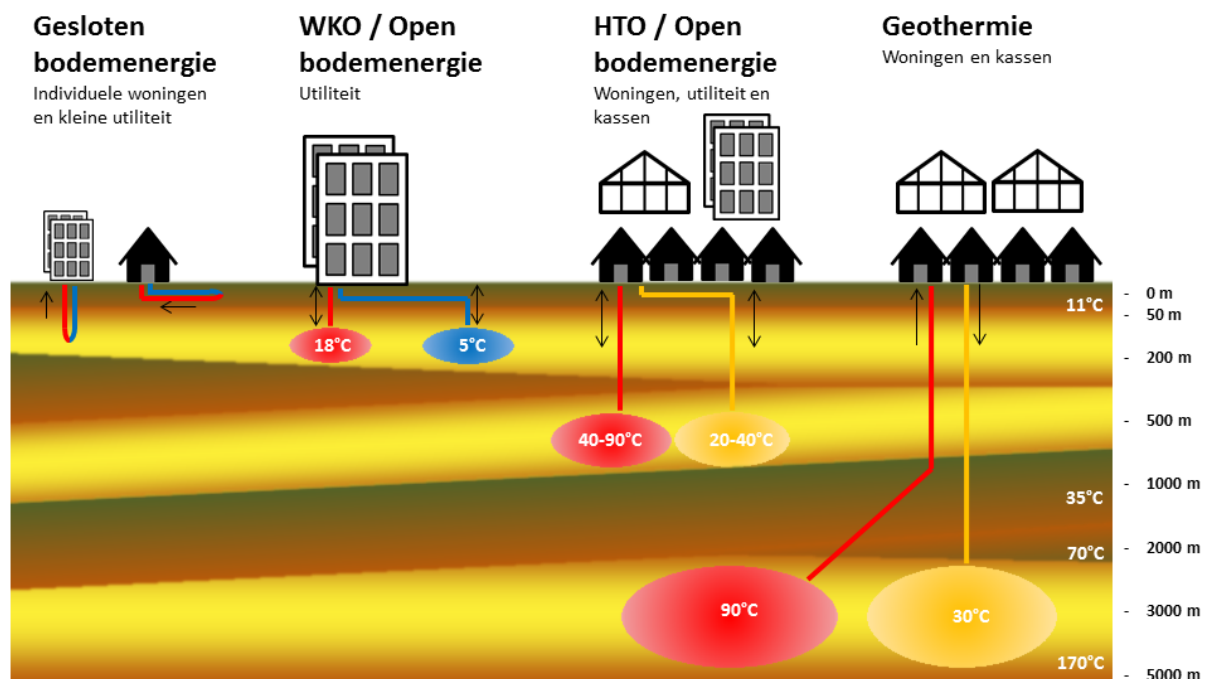 Gesloten
bodemenergie
Individuele woningen
en kleine utiliteit
WKO / Open
bodemenergie
Utiliteit
HTO / Open
bodemenergie
Woningen, utiliteit en
kassen
Geothermie
Woningen en kassen
18°C
5°C
40-90°C
20-40°C
90°C
30°C
11°C
35°C
70°C
170°C
- 0 m
- 50 m
- 200 m
- 500 m
- 1000 m
- 2000 m
- 3000 m
- 5000 m